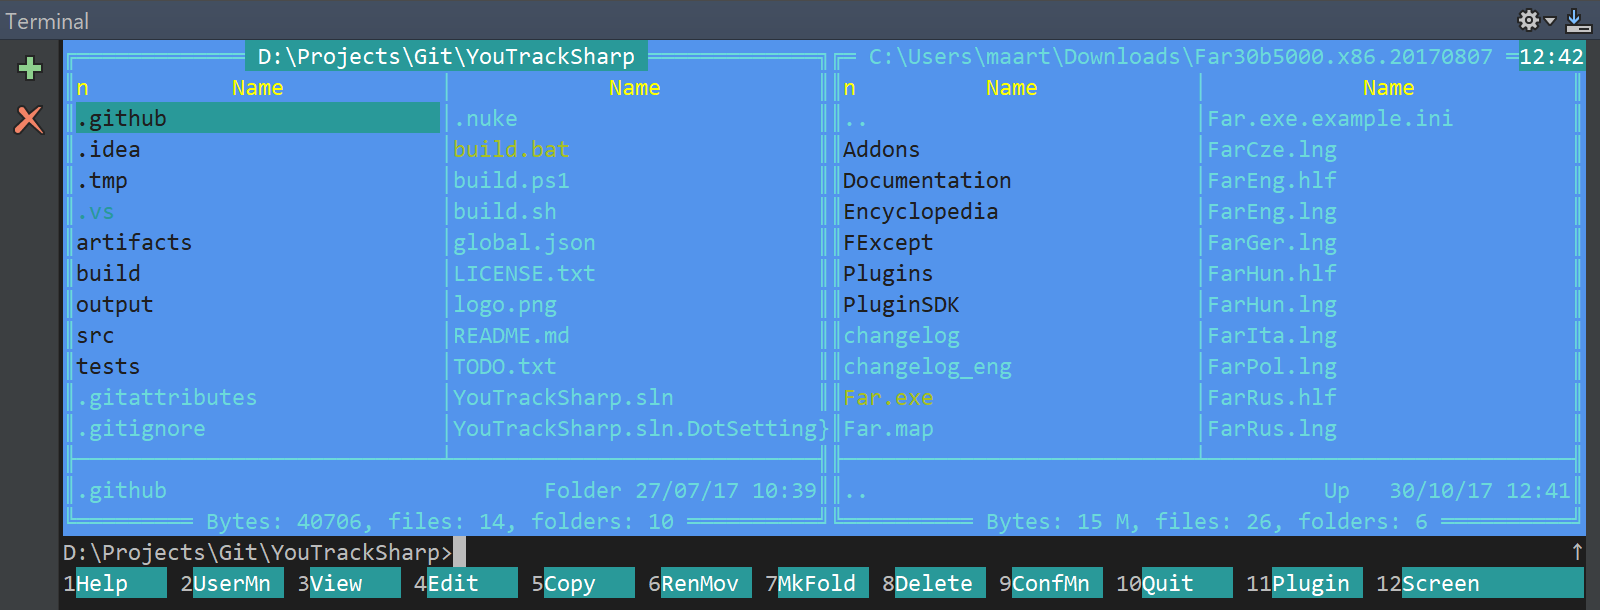 Terminal
D:\Projects\Git\YouTrackSharp C:\Users\maart\Downloads\Far30b5000.x86.20170807 12:42
n Name Name n Name Name
.github .nuke .. Far.exe.example.ini
.idea build.bat Addons FarCze.lng
.tmp build.ps1 Documentation FarEng.hlf
.vs build.sh Encyclopedia FarEng.lng
artifacts global.json FExcept FarGer.lng
build LICENSE.txt Plugins FarHun.hlf
output logo.png PluginSDK FarHun.lng
src README.md changelog FarIta.lng
tests TODO.txt changelog_eng FarPol.lng
.gitattributes YouTrackSharp.sln Far.exe FarRus.hlf
.gitignore YouTrackSharp.sln.DotSetting} Far.map FarRus.lng
.github Folder 27/07/17 10:39 .. Up 30/10/17 12:41
Bytes: 40706, files: 14, folders: 10 Bytes: 15 M, files: 26, folders: 6
D:\Projects\Git\YouTrackSharp> ↑
1Help 2UserMn 3View 4Edit 5Copy 6RenMov 7MkFold 8Delete 9ConfMn 10Quit 11Plugin 12Screen